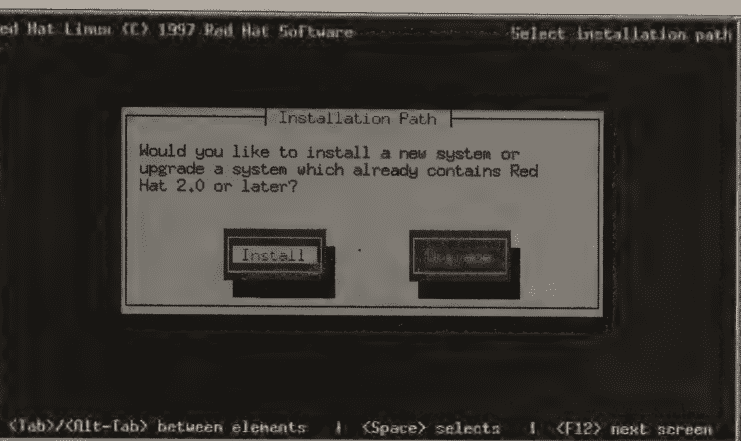 ed Hat Linux (C) 1997 Red Hat Software
Select installation path
Installation Path
Would you like to install a new system or
upgrade a system which already contains Red
Hat 2.0 or later?
Install
Upgrade
<Tab>/<Alt-Tab> between elements | <Space> selects | <F12> next screen